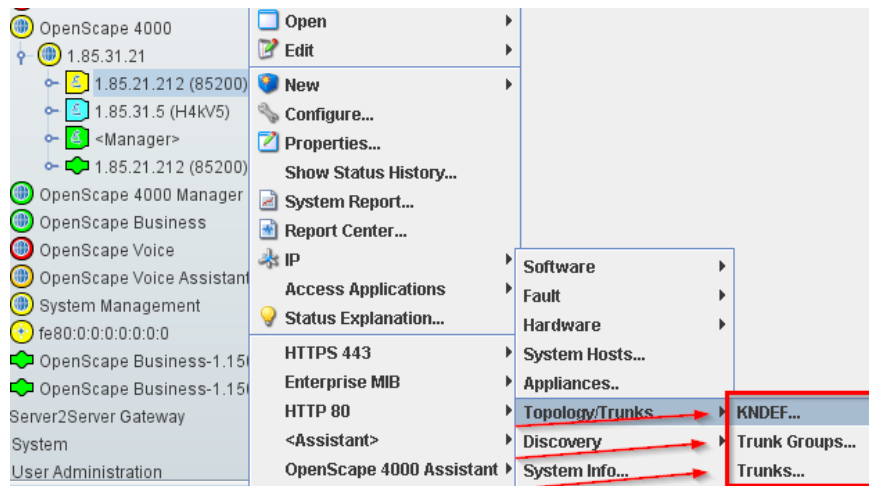 OpenScape 4000
1.85.31.21
1.85.21.212 (85200)
1.85.31.5 (H4kV5)
<Manager>
1.85.21.212 (85200)
OpenScape 4000 Manager
OpenScape Business
OpenScape Voice
OpenScape Voice Assistant
System Management
fe80:0:0:0:0:0:0:0
OpenScape Business-1.150
OpenScape Business-1.150
Server2Server Gateway
System
User Administration
Open
Edit
New
Configure...
Properties...
Show Status History...
System Report...
Report Center...
IP
Access Applications
Status Explanation...
HTTPS 443
Enterprise MIB
HTTP 80
<Assistant>
OpenScape 4000 Assistant
Software
Fault
Hardware
System Hosts...
Appliances..
Topology/Trunks
Discovery
System Info...
KNDEF...
Trunk Groups...
Trunks...